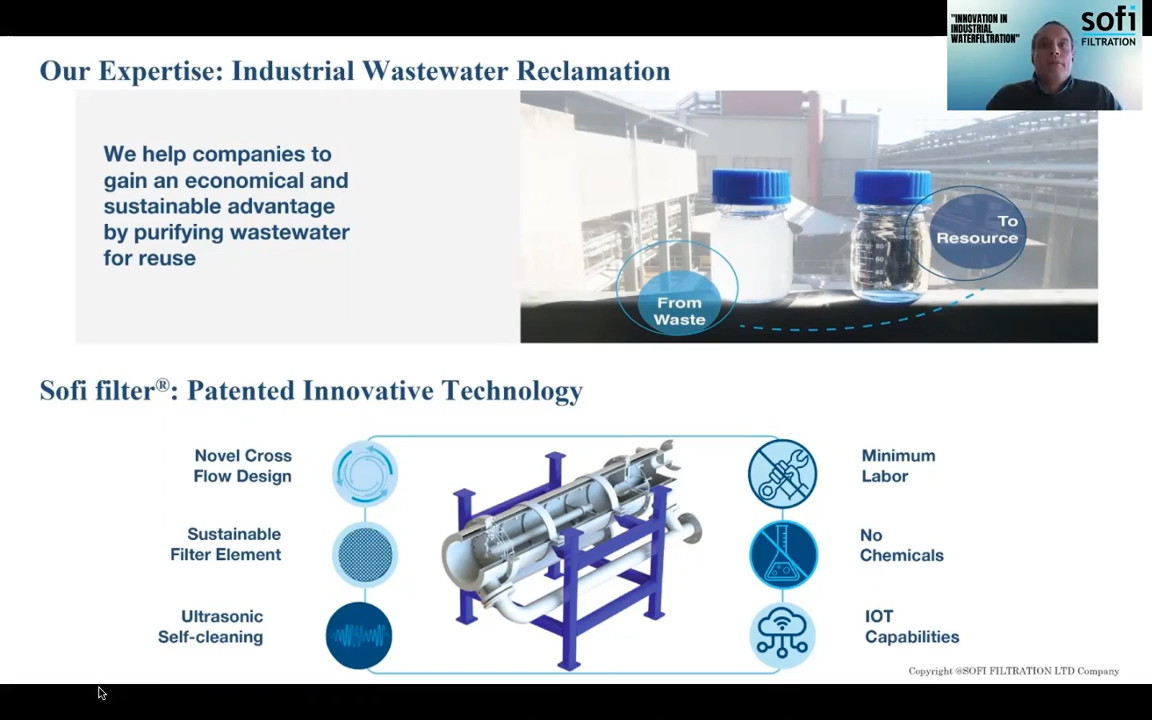 "INNOVATION IN
INDUSTRIAL
WATERFILTRATION"
sofi
FILTRATION
Our Expertise: Industrial Wastewater Reclamation
We help companies to
gain an economical and
sustainable advantage
by purifying wastewater
for reuse
From
Waste
To
Resource
Sofi filter®: Patented Innovative Technology
Novel Cross
Flow Design
Sustainable
Filter Element
Ultrasonic
Self-cleaning
Minimum
Labor
No
Chemicals
IOT
Capabilities
Copyright @SOFI FILTRATION LTD Company